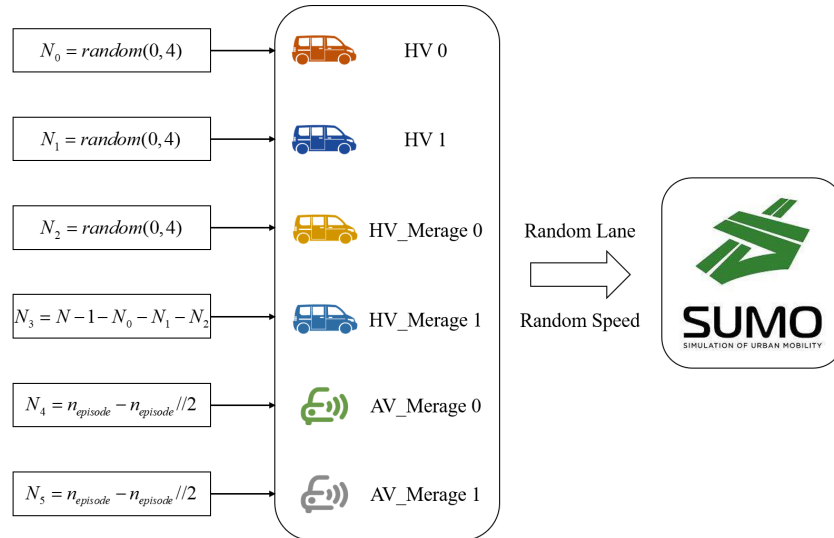 N_0 = random(0,4)
HV 0
N_1 = random(0,4)
HV 1
N_2 = random(0,4)
HV_Merage 0
N_3 = N-1-N_0-N_1-N_2
HV_Merage 1
N_4 = n_episode - n_episode//2
AV_Merage 0
N_5 = n_episode - n_episode//2
AV_Merage 1
Random Lane
Random Speed
SUMO
SIMULATION OF URBAN MOBILITY